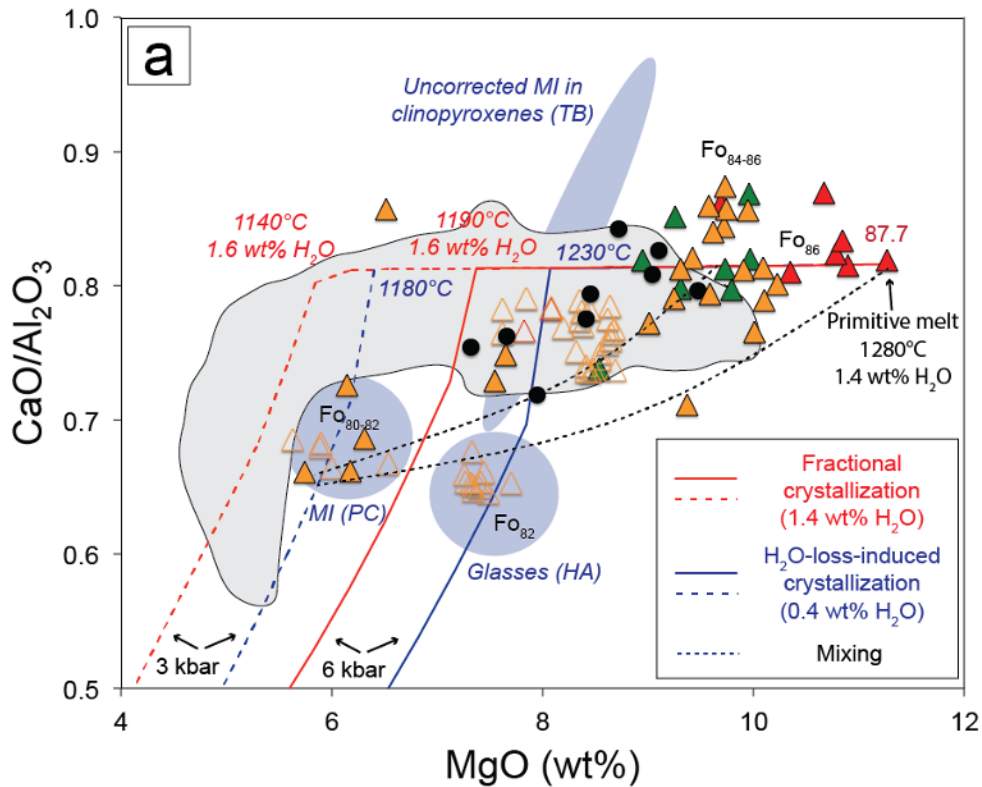 a
1.0
0.9
0.8
0.7
0.6
0.5
CaO/Al₂O₃
4
6
8
10
12
MgO (wt%)
Uncorrected MI in
clinopyroxenes (TB)
Fo₈₄₋₈₆
1140°C
1.6 wt% H₂O
1190°C
1.6 wt% H₂O
1230°C
1180°C
Fo₈₆
87.7
Primitive melt
1280°C
1.4 wt% H₂O
Fo₈₀₋₈₂
MI (PC)
Fo₈₂
Glasses (HA)
3 kbar
6 kbar
Fractional
crystallization
(1.4 wt% H₂O)
H₂O-loss-induced
crystallization
(0.4 wt% H₂O)
Mixing